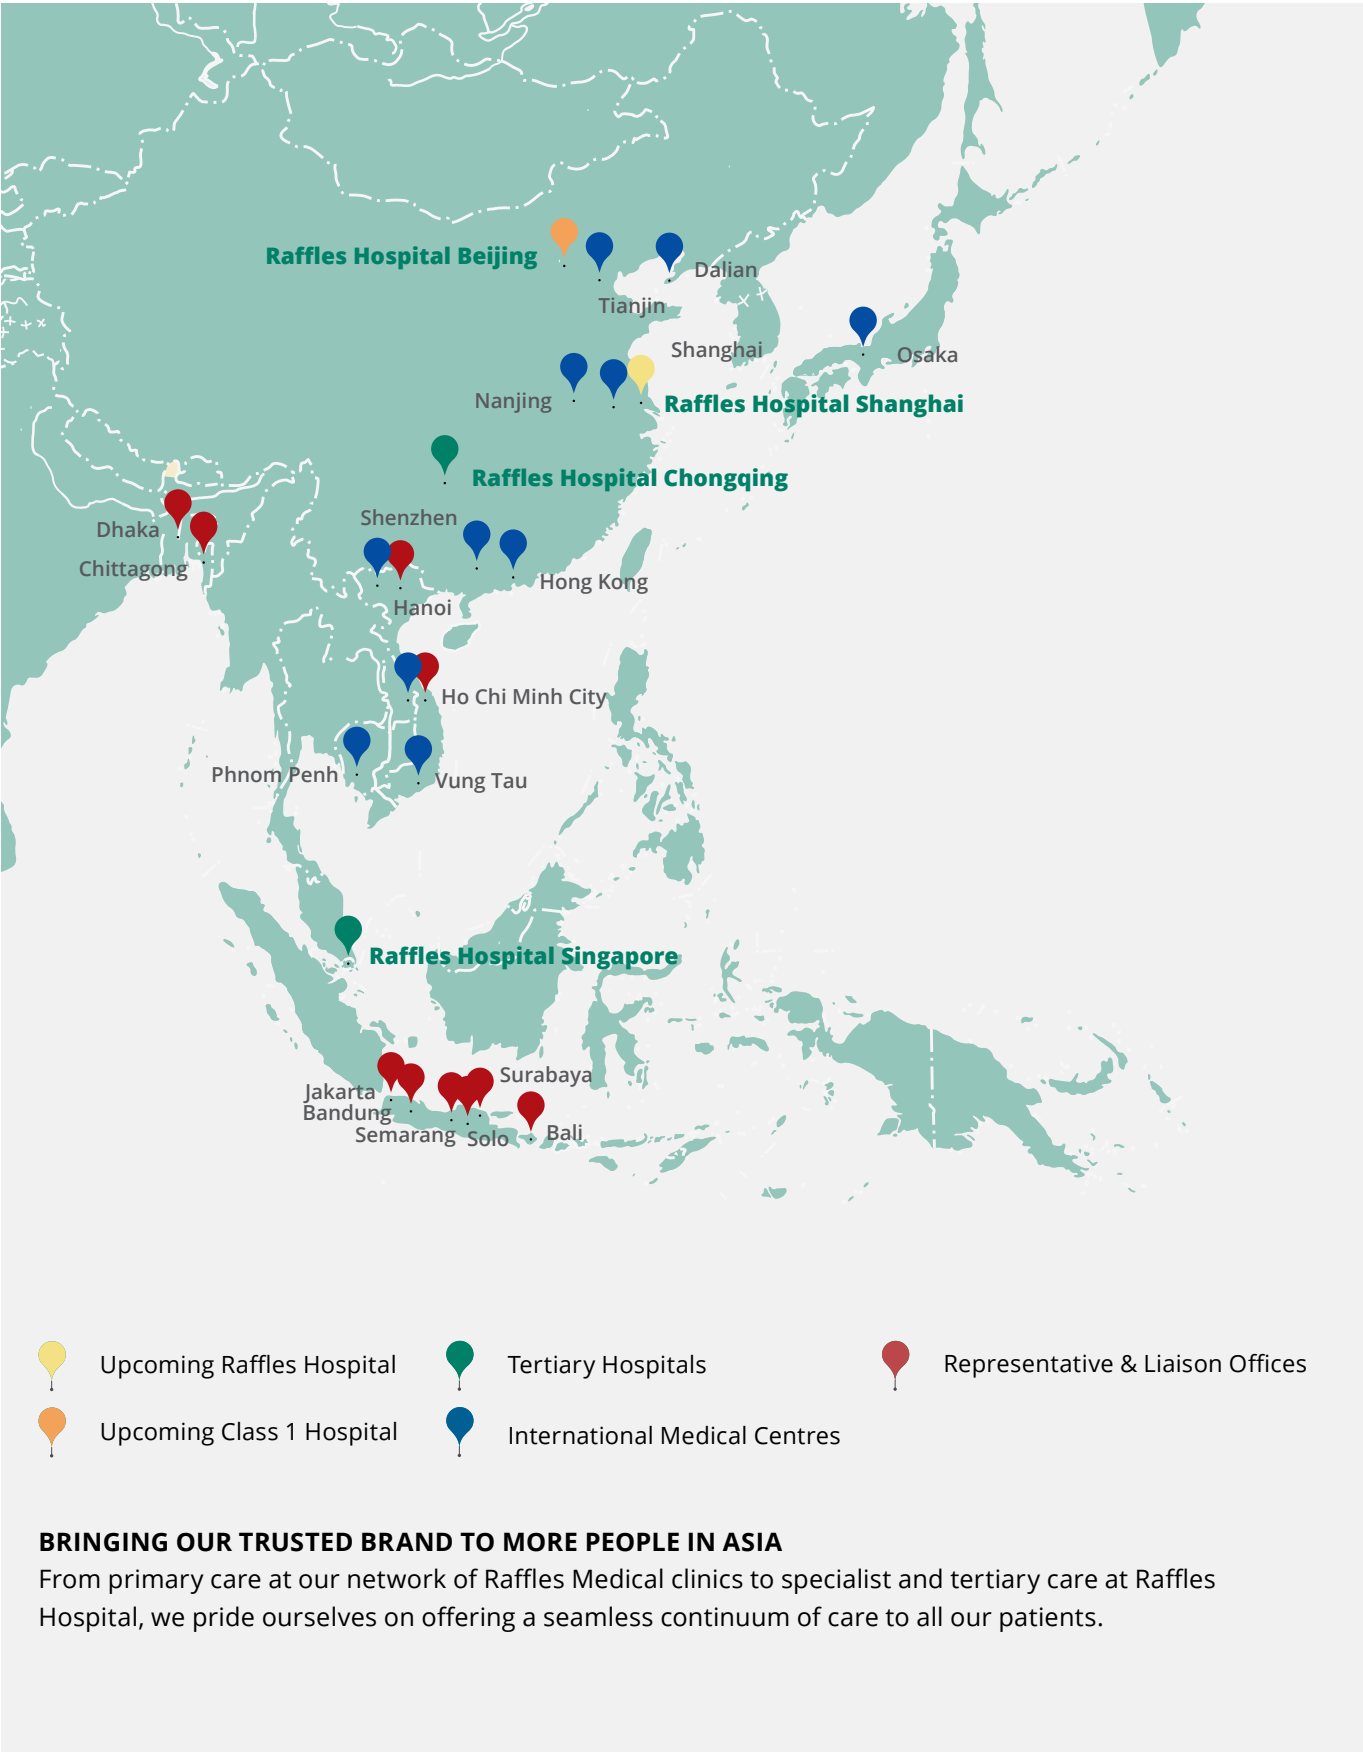 Raffles Hospital Beijing
Dalian
Tianjin
Shanghai
Osaka
Nanjing
Raffles Hospital Shanghai
Raffles Hospital Chongqing
Shenzhen
Dhaka
Chittagong
Hong Kong
Hanoi
Ho Chi Minh City
Phnom Penh
Vung Tau
Raffles Hospital Singapore
Surabaya
Jakarta
Bandung
Semarang
Solo
Bali
Upcoming Raffles Hospital
Tertiary Hospitals
Representative & Liaison Offices
Upcoming Class 1 Hospital
International Medical Centres
BRINGING OUR TRUSTED BRAND TO MORE PEOPLE IN ASIA
From primary care at our network of Raffles Medical clinics to specialist and tertiary care at Raffles
Hospital, we pride ourselves on offering a seamless continuum of care to all our patients.